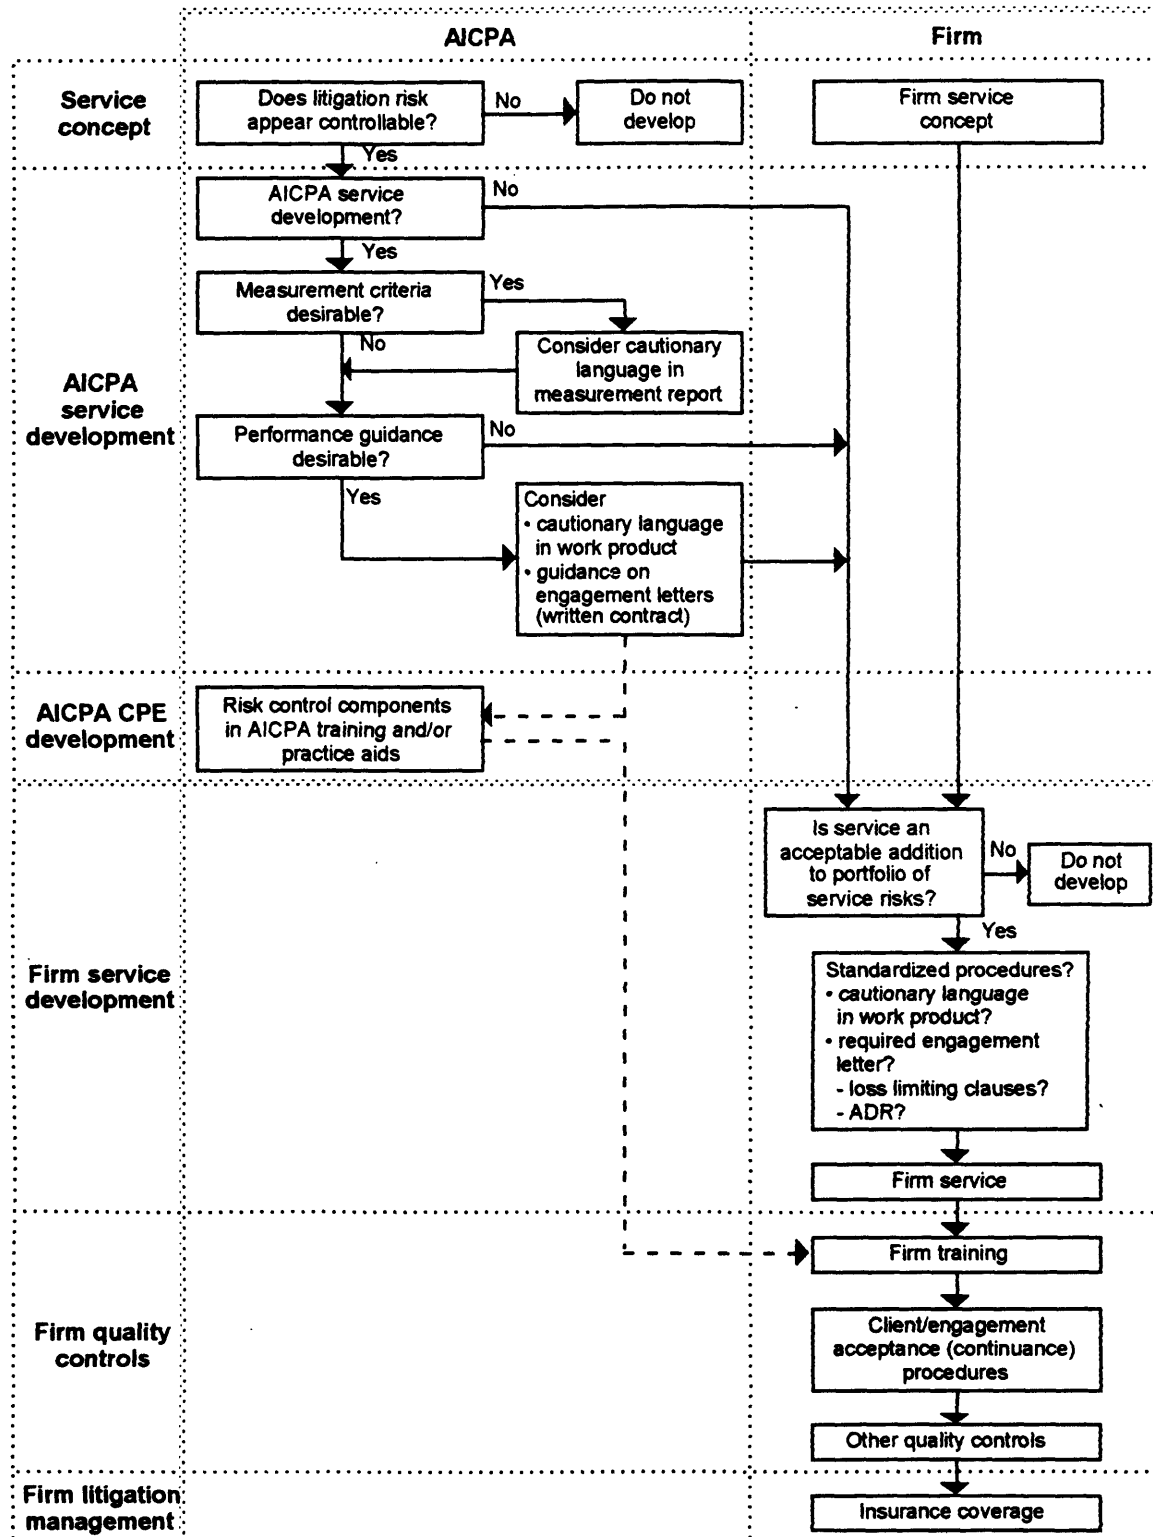 AICPA
Firm
Service
concept
Does litigation risk
appear controllable?
No
Do not
develop
Firm service
concept
Yes
AICPA
service
development
AICPA service
development?
No
Yes
Measurement criteria
desirable?
Yes
No
Consider cautionary
language in
measurement report
Performance guidance
desirable?
No
Yes
Consider
• cautionary language
in work product
• guidance on
engagement letters
(written contract)
AICPA CPE
development
Risk control components
in AICPA training and/or
practice aids
Firm service
development
Is service an
acceptable addition
to portfolio of
service risks?
No
Do not
develop
Yes
Standardized procedures?
• cautionary language
in work product?
• required engagement
letter?
- loss limiting clauses?
- ADR?
Firm service
Firm quality
controls
Firm training
Client/engagement
acceptance (continuance)
procedures
Other quality controls
Firm litigation
management
Insurance coverage